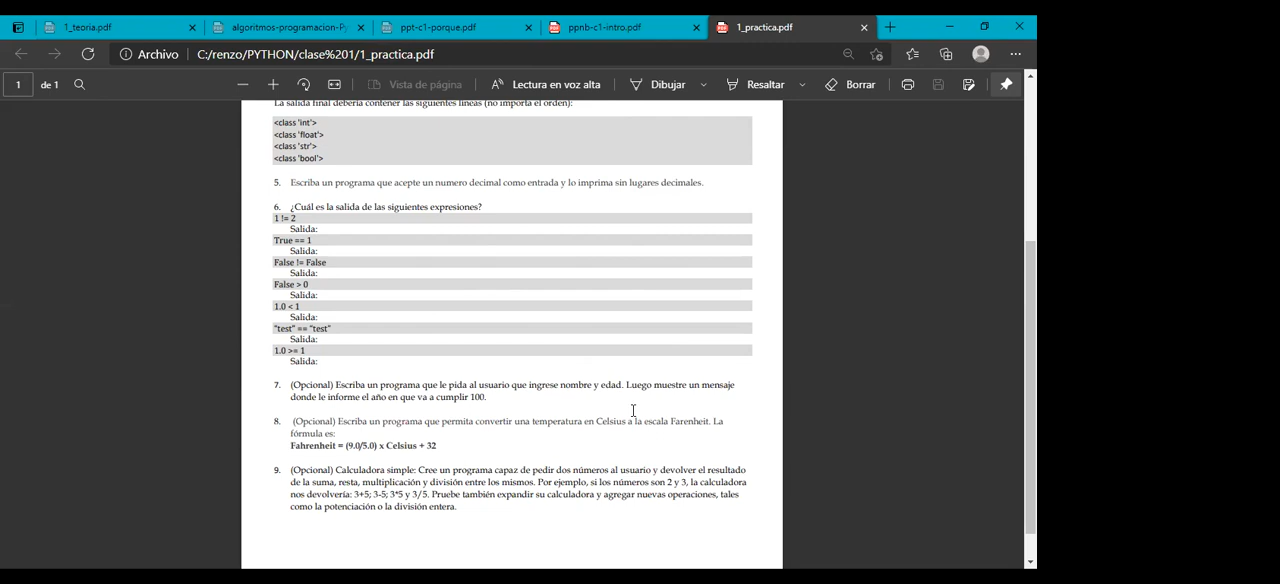 1_teoria.pdf
algoritmos-programacion-Py
ppt-c1-porque.pdf
ppnb-c1-intro.pdf
1_practica.pdf
Archivo
C:/renzo/PYTHON/clase%201/1_practica.pdf
1
de 1
Vista de página
Lectura en voz alta
Dibujar
Resaltar
Borrar
La salida final debería contener las siguientes líneas (no importa el orden):
<class 'int'>
<class 'float'>
<class 'str'>
<class 'bool'>
5. Escriba un programa que acepte un numero decimal como entrada y lo imprima sin lugares decimales.
6. ¿Cuál es la salida de las siguientes expresiones?
1 != 2
Salida:
True == 1
Salida:
False != False
Salida:
False > 0
Salida:
1.0 < 1
Salida:
"test" == "test"
Salida:
1.0 >= 1
Salida:
7. (Opcional) Escriba un programa que le pida al usuario que ingrese nombre y edad. Luego muestre un mensaje
donde le informe el año en que va a cumplir 100.
8. (Opcional) Escriba un programa que permita convertir una temperatura en Celsius a la escala Farenheit. La
fórmula es:
Fahrenheit = (9.0/5.0) x Celsius + 32
9. (Opcional) Calculadora simple: Cree un programa capaz de pedir dos números al usuario y devolver el resultado
de la suma, resta, multiplicación y división entre los mismos. Por ejemplo, si los números son 2 y 3, la calculadora
nos devolvería: 3+5; 3-5; 3*5 y 3/5. Pruebe también expandir su calculadora y agregar nuevas operaciones, tales
como la potenciación o la división entera.